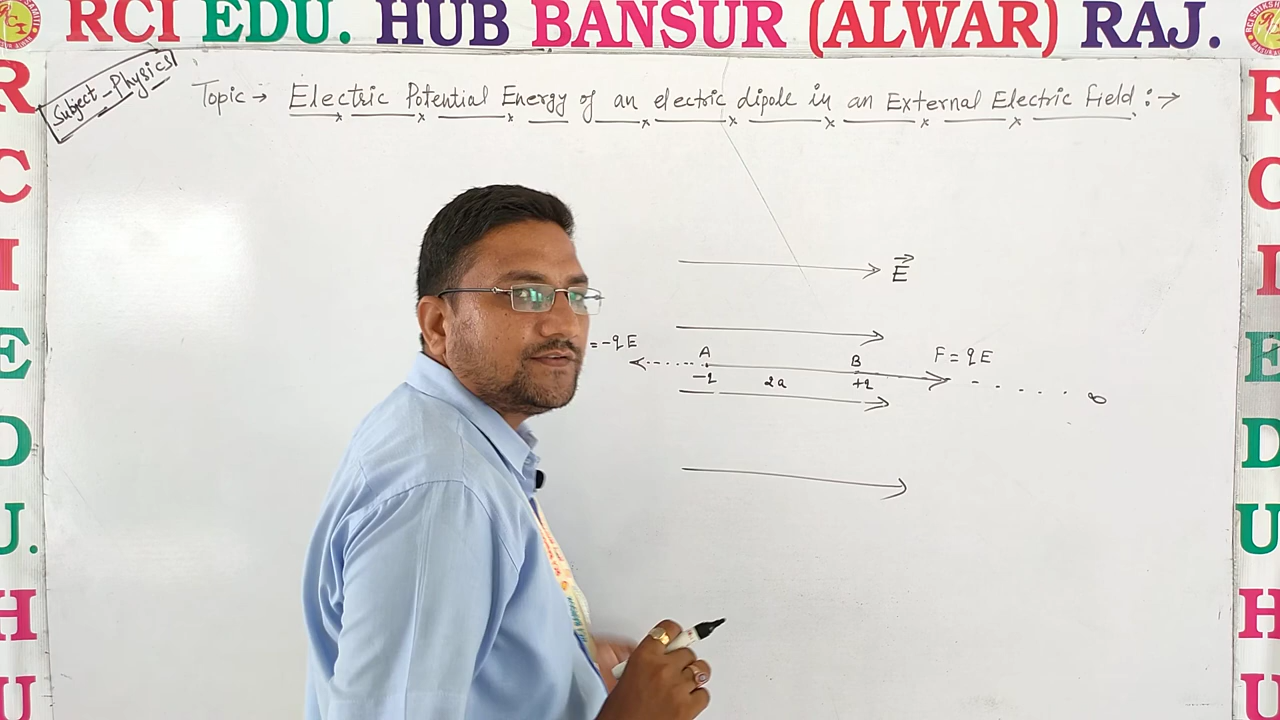 RCI EDU. HUB BANSUR (ALWAR) RAJ.
Subject - Physics
Topic → Electric Potential Energy of an electric dipole in an External Electric Field :→
E
= -qE
A
B
F = qE
-q
2a
+q
∞
R
C
I
E
D
U.
H
U
R
C
I
E
D
U
H
U